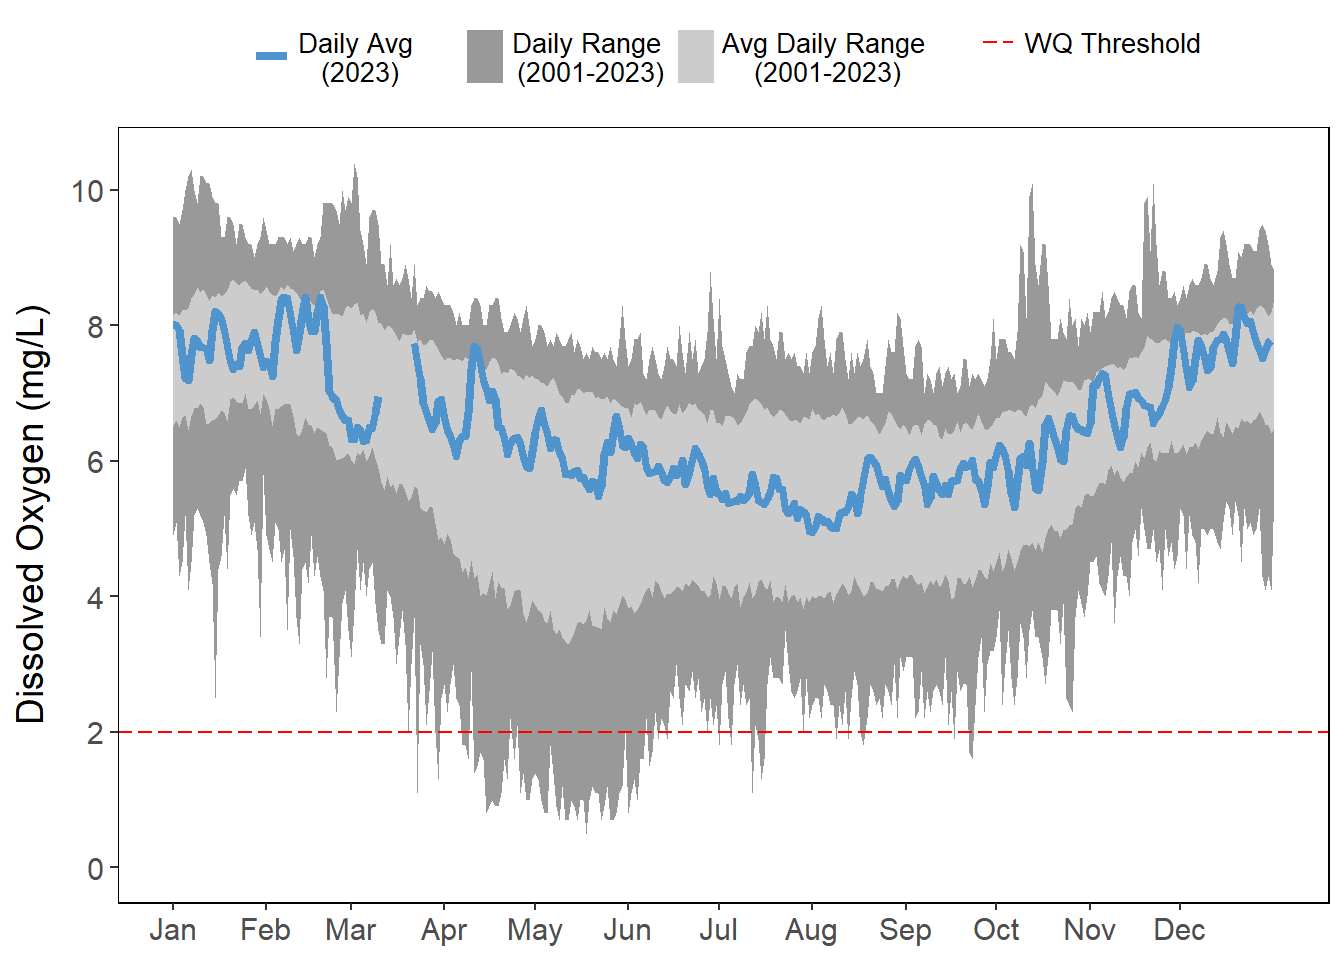 Daily Avg
(2023)
Daily Range
(2001-2023)
Avg Daily Range
(2001-2023)
WQ Threshold
Dissolved Oxygen (mg/L)
10
8
6
4
2
0
Jan Feb Mar Apr May Jun Jul Aug Sep Oct Nov Dec